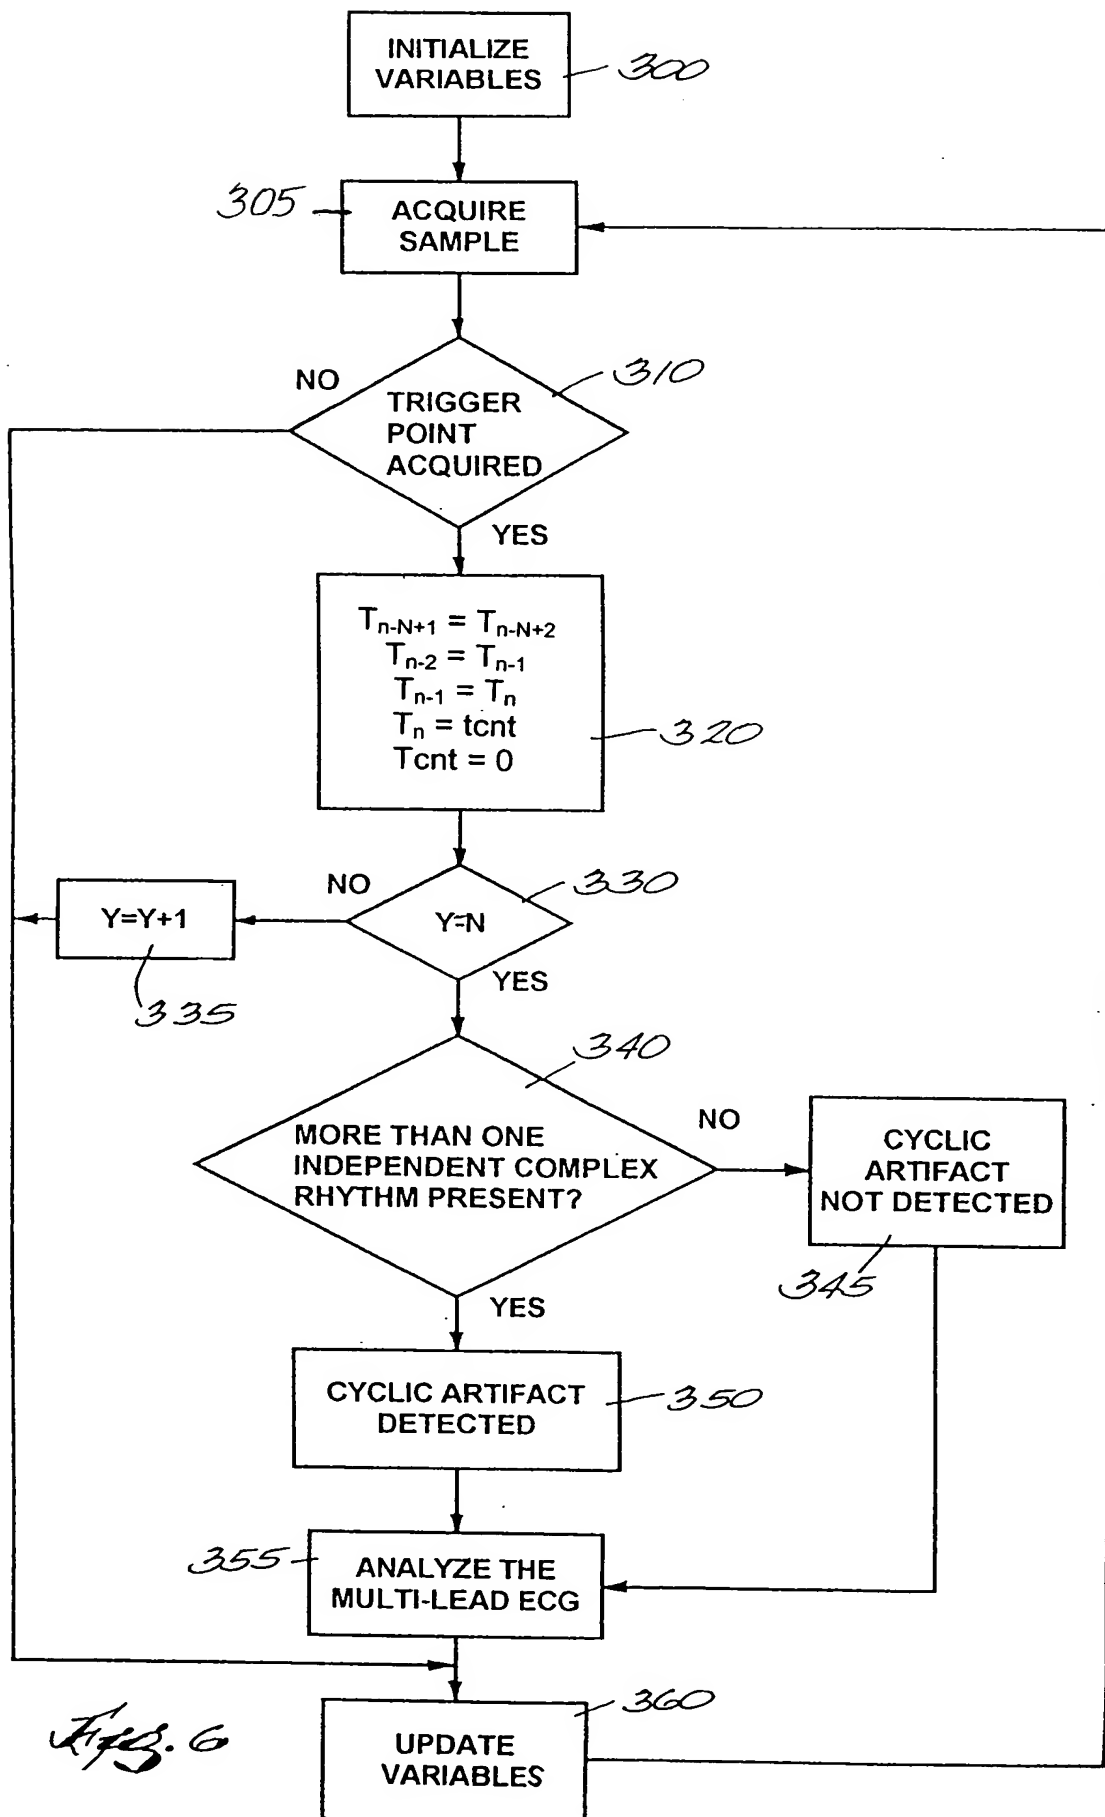 INITIALIZE
VARIABLES
300
305
ACQUIRE
SAMPLE
310
NO
TRIGGER
POINT
ACQUIRED
YES
Tn-N+1 = Tn-N+2
Tn-2 = Tn-1
Tn-1 = Tn
Tn = tcnt
Tcnt = 0
320
NO
330
Y=Y+1
Y=N
335
YES
340
MORE THAN ONE
INDEPENDENT COMPLEX
RHYTHM PRESENT?
NO
CYCLIC
ARTIFACT
NOT DETECTED
345
YES
CYCLIC ARTIFACT
DETECTED
350
355
ANALYZE THE
MULTI-LEAD ECG
360
Fig. 6
UPDATE
VARIABLES